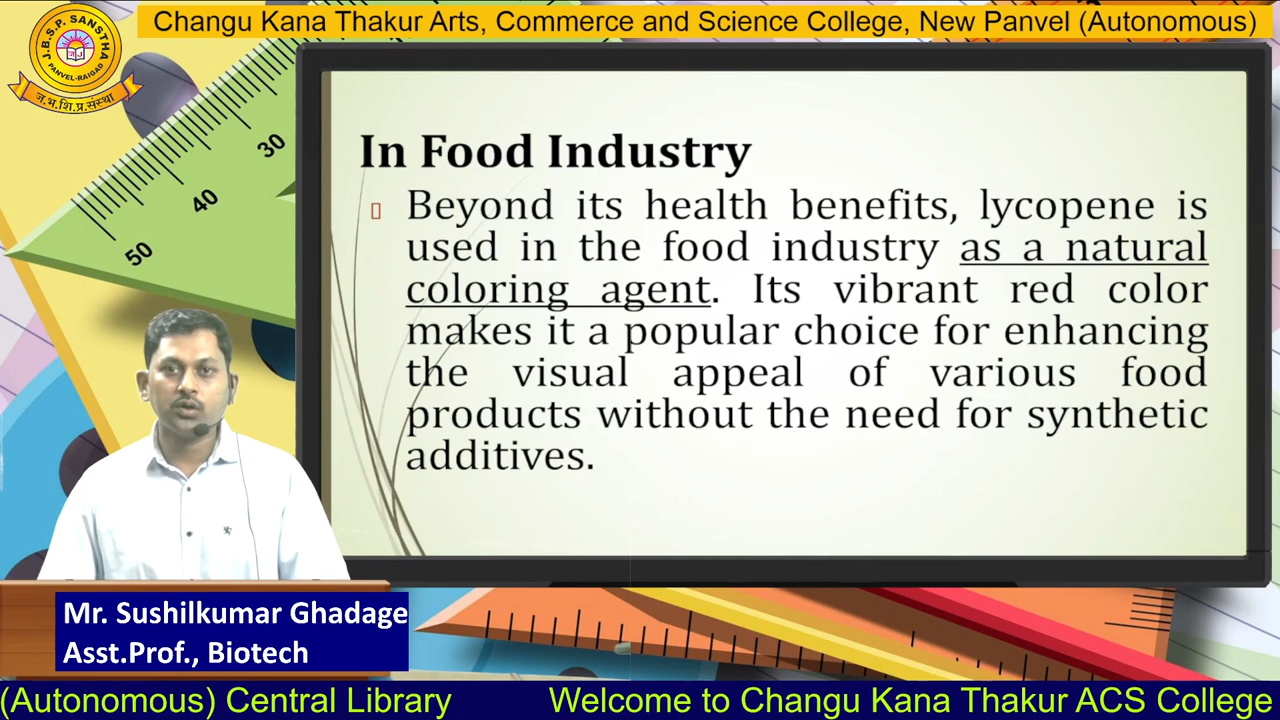 Changu Kana Thakur Arts, Commerce and Science College, New Panvel (Autonomous)
J.B.S.P. SANSTHA
PANVEL-RAIGAD
ज.भ.शि.प्र.संस्था
30
40
50
In Food Industry
Beyond its health benefits, lycopene is
used in the food industry as a natural
coloring agent. Its vibrant red color
makes it a popular choice for enhancing
the visual appeal of various food
products without the need for synthetic
additives.
Mr. Sushilkumar Ghadage
Asst.Prof., Biotech
(Autonomous) Central Library Welcome to Changu Kana Thakur ACS College